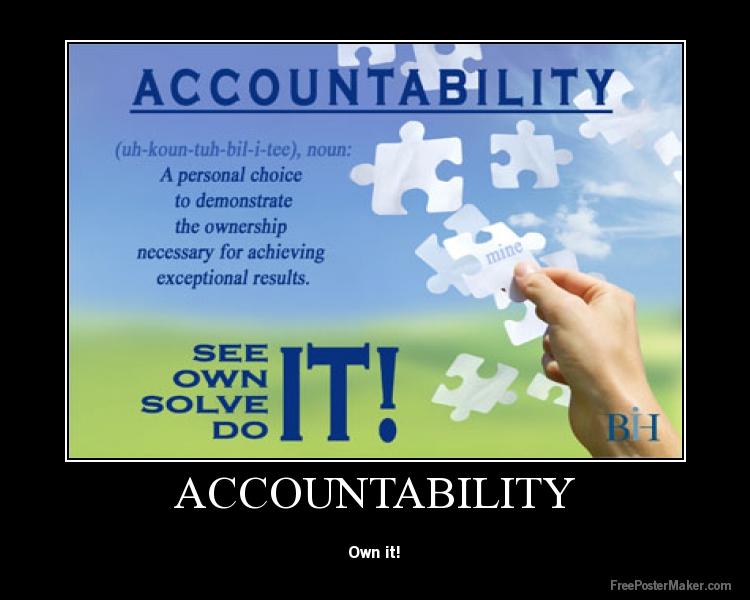 ACCOUNTABILITY
(uh-koun-tuh-bil-i-tee), noun:
A personal choice
to demonstrate
the ownership
necessary for achieving
exceptional results.
mine
SEE
OWN
SOLVE
DO
IT!
BiH
ACCOUNTABILITY
Own it!
FreePosterMaker.com